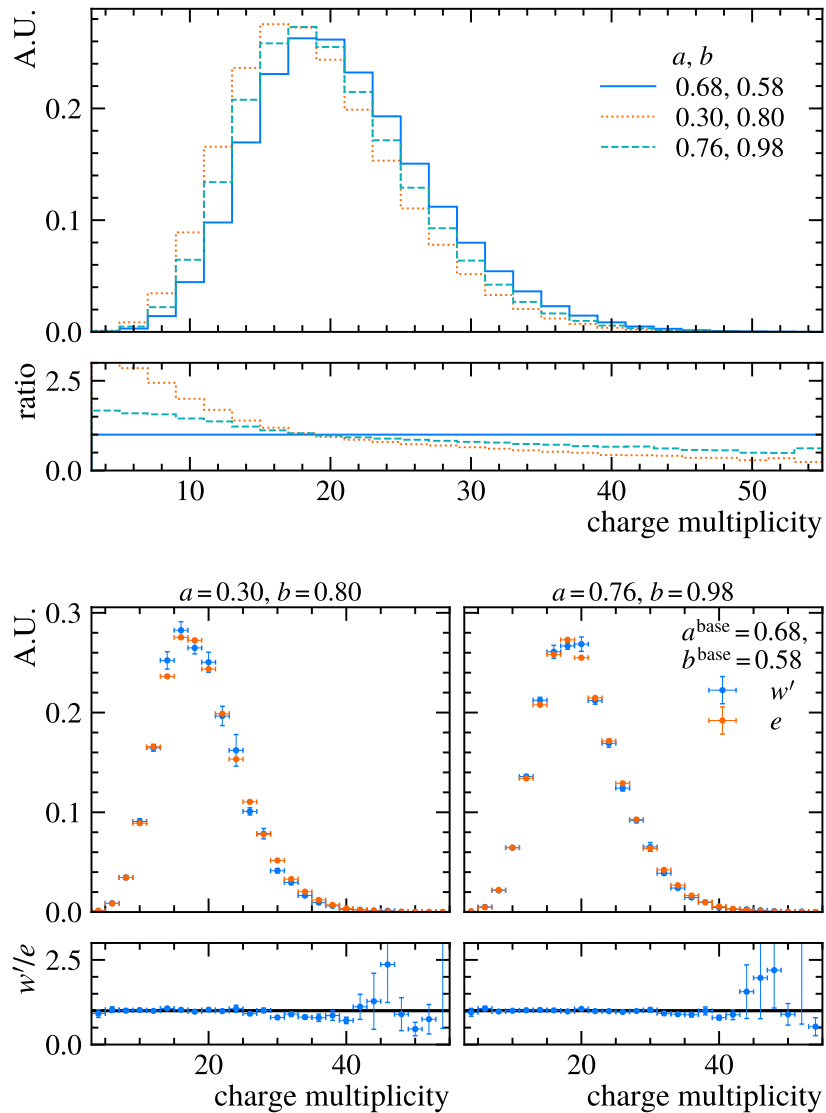 A.U.
a, b
0.68, 0.58
0.30, 0.80
0.76, 0.98
0.2
0.1
0.0
ratio
2.5
0.0
10 20 30 40 50
charge multiplicity
a = 0.30, b = 0.80
a = 0.76, b = 0.98
A.U.
0.3
0.2
0.1
0.0
a^base = 0.68,
b^base = 0.58
w′
e
w′/e
2.5
0.0
20 40
20 40
charge multiplicity
charge multiplicity